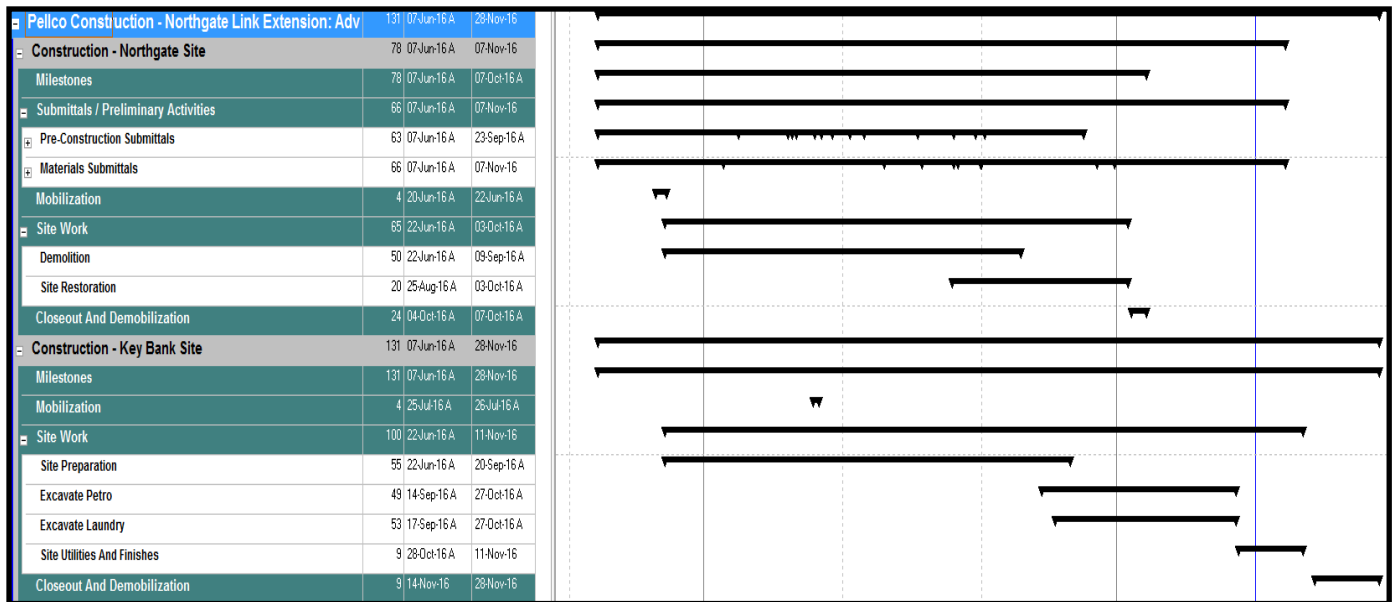 Pellco Construction - Northgate Link Extension: Adv 131 07-Jun-16 A 28-Nov-16
Construction - Northgate Site 78 07-Jun-16 A 07-Nov-16
Milestones 78 07-Jun-16 A 07-Oct-16 A
Submittals / Preliminary Activities 66 07-Jun-16 A 07-Nov-16
Pre-Construction Submittals 63 07-Jun-16 A 23-Sep-16 A
Materials Submittals 66 07-Jun-16 A 07-Nov-16
Mobilization 4 20-Jun-16 A 22-Jun-16 A
Site Work 65 22-Jun-16 A 03-Oct-16 A
Demolition 50 22-Jun-16 A 09-Sep-16 A
Site Restoration 20 25-Aug-16 A 03-Oct-16 A
Closeout And Demobilization 24 04-Oct-16 A 07-Oct-16 A
Construction - Key Bank Site 131 07-Jun-16 A 28-Nov-16
Milestones 131 07-Jun-16 A 28-Nov-16
Mobilization 4 25-Jul-16 A 26-Jul-16 A
Site Work 100 22-Jun-16 A 11-Nov-16
Site Preparation 55 22-Jun-16 A 20-Sep-16 A
Excavate Petro 49 14-Sep-16 A 27-Oct-16 A
Excavate Laundry 53 17-Sep-16 A 27-Oct-16 A
Site Utilities And Finishes 9 28-Oct-16 A 11-Nov-16
Closeout And Demobilization 9 14-Nov-16 28-Nov-16